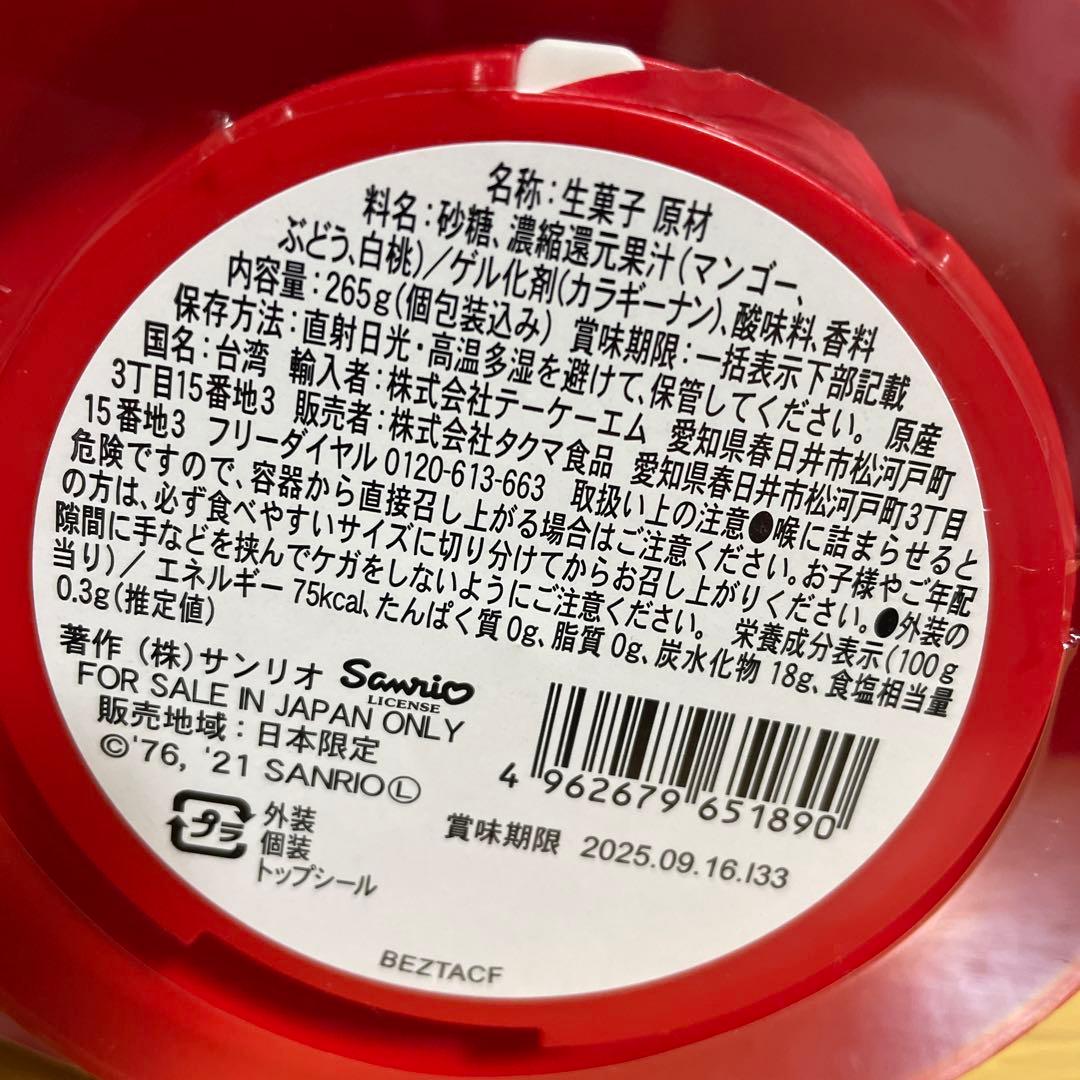 名称：生菓子 原材
料名：砂糖、濃縮還元果汁（マンゴー、
ぶどう、白桃）／ゲル化剤（カラギーナン）、酸味料、香料
内容量：265g（個包装込み） 賞味期限：一括表示下部記載
保存方法：直射日光・高温多湿を避けて、保管してください。 原産
国名：台湾 輸入者：株式会社テーケーエム 愛知県春日井市松河戸町
3丁目15番地3 販売者：株式会社タクマ食品 愛知県春日井市松河戸町3丁目
15番地3 フリーダイヤル0120-613-663 取扱い上の注意●喉に詰まらせると
危険ですので、容器から直接召し上がる場合はご注意ください。お子様やご年配
の方は、必ず食べやすいサイズに切り分けてからお召し上がりください。●外装の
隙間に手などを挟んでケガをしないようにご注意ください。 栄養成分表示（100g
当り）／エネルギー75kcal、たんぱく質0g、脂質0g、炭水化物18g、食塩相当量
0.3g（推定値）
著作（株）サンリオ Sanrio
LICENSE
FOR SALE IN JAPAN ONLY
販売地域：日本限定
©'76, '21 SANRIO Ⓛ
4 962679 651890
プラ
外装
個装
トップシール
賞味期限 2025.09.16.I33
BEZTACF